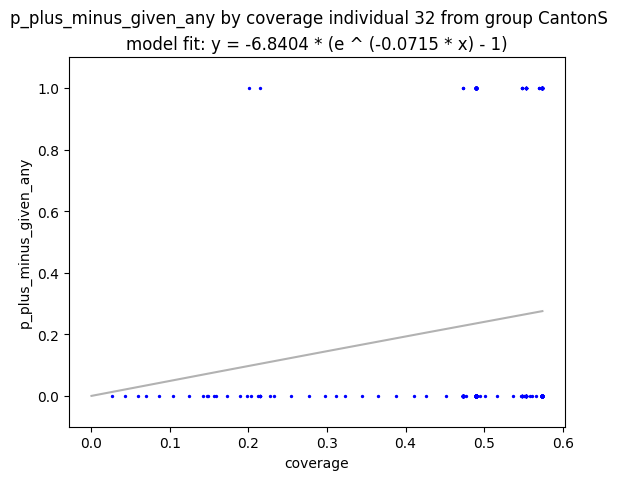 p_plus_minus_given_any by coverage individual 32 from group CantonS
model fit: y = -6.8404 * (e ^ (-0.0715 * x) - 1)
1.0
0.8
0.6
0.4
0.2
0.0
p_plus_minus_given_any
0.0 0.1 0.2 0.3 0.4 0.5 0.6
coverage